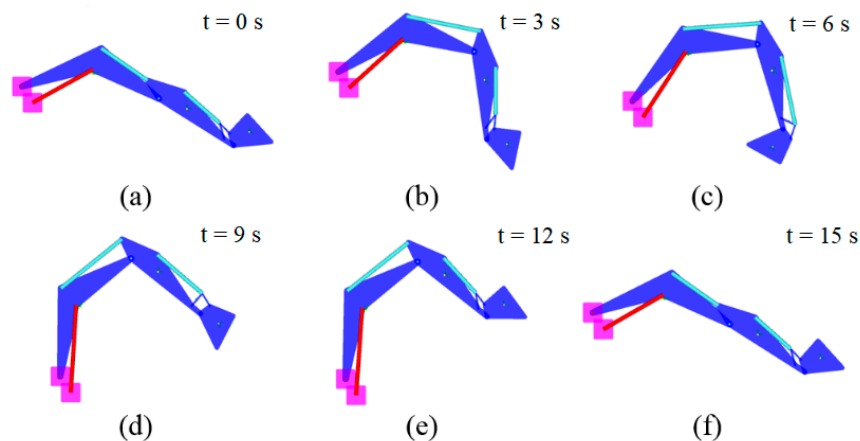 t = 0 s
t = 3 s
t = 6 s
(a)
(b)
(c)
t = 9 s
t = 12 s
t = 15 s
(d)
(e)
(f)